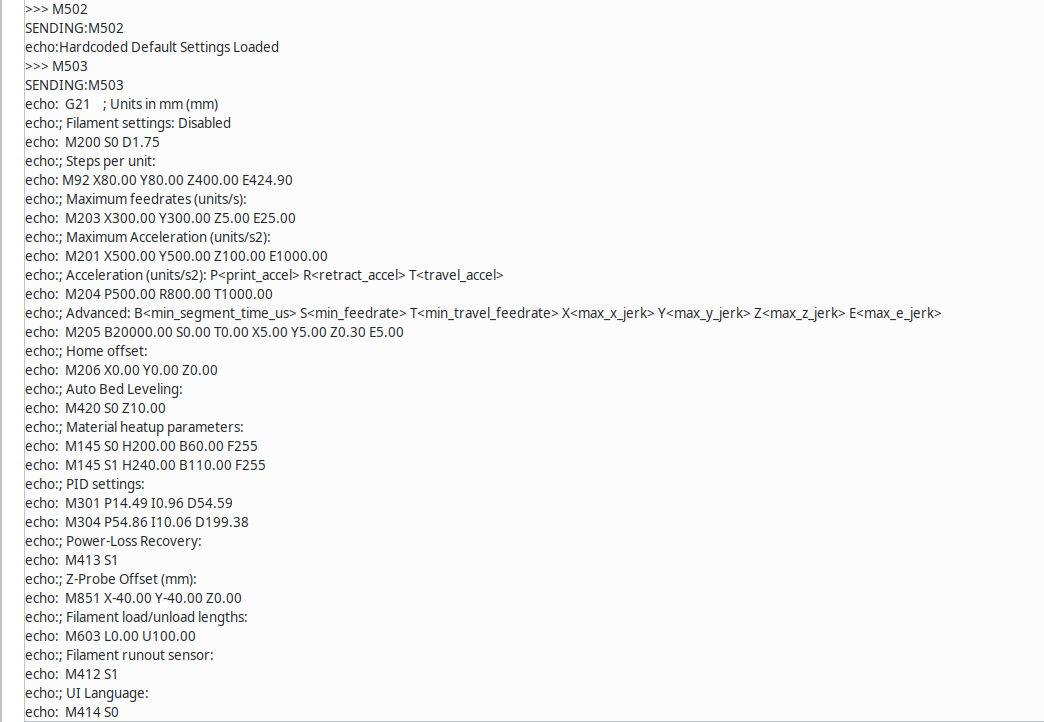 >>> M502
SENDING:M502
echo:Hardcoded Default Settings Loaded
>>> M503
SENDING:M503
echo:  G21    ; Units in mm (mm)
echo:; Filament settings: Disabled
echo:  M200 S0 D1.75
echo:; Steps per unit:
echo: M92 X80.00 Y80.00 Z400.00 E424.90
echo:; Maximum feedrates (units/s):
echo:  M203 X300.00 Y300.00 Z5.00 E25.00
echo:; Maximum Acceleration (units/s2):
echo:  M201 X500.00 Y500.00 Z100.00 E1000.00
echo:; Acceleration (units/s2): P<print_accel> R<retract_accel> T<travel_accel>
echo:  M204 P500.00 R800.00 T1000.00
echo:; Advanced: B<min_segment_time_us> S<min_feedrate> T<min_travel_feedrate> X<max_x_jerk> Y<max_y_jerk> Z<max_z_jerk> E<max_e_jerk>
echo:  M205 B20000.00 S0.00 T0.00 X5.00 Y5.00 Z0.30 E5.00
echo:; Home offset:
echo:  M206 X0.00 Y0.00 Z0.00
echo:; Auto Bed Leveling:
echo:  M420 S0 Z10.00
echo:; Material heatup parameters:
echo:  M145 S0 H200.00 B60.00 F255
echo:  M145 S1 H240.00 B110.00 F255
echo:; PID settings:
echo:  M301 P14.49 I0.96 D54.59
echo:  M304 P54.86 I10.06 D199.38
echo:; Power-Loss Recovery:
echo:  M413 S1
echo:; Z-Probe Offset (mm):
echo:  M851 X-40.00 Y-40.00 Z0.00
echo:; Filament load/unload lengths:
echo:  M603 L0.00 U100.00
echo:; Filament runout sensor:
echo:  M412 S1
echo:; UI Language:
echo:  M414 S0